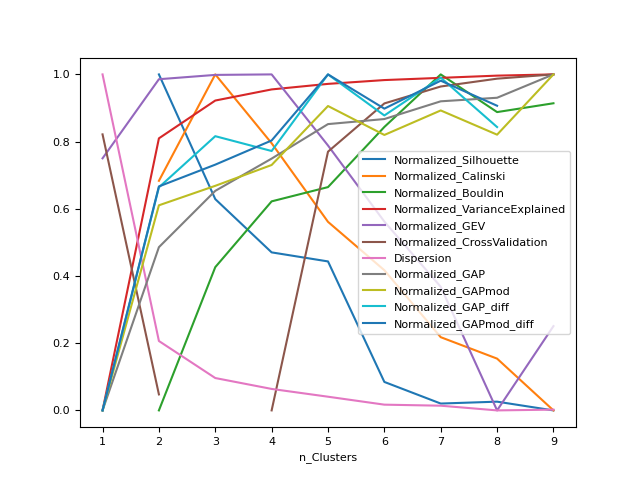 1.0
0.8
0.6
0.4
0.2
0.0
Normalized_Silhouette
Normalized_Calinski
Normalized_Bouldin
Normalized_VarianceExplained
Normalized_GEV
Normalized_CrossValidation
Dispersion
Normalized_GAP
Normalized_GAPmod
Normalized_GAP_diff
Normalized_GAPmod_diff
1 2 3 4 5 6 7 8 9
n_Clusters